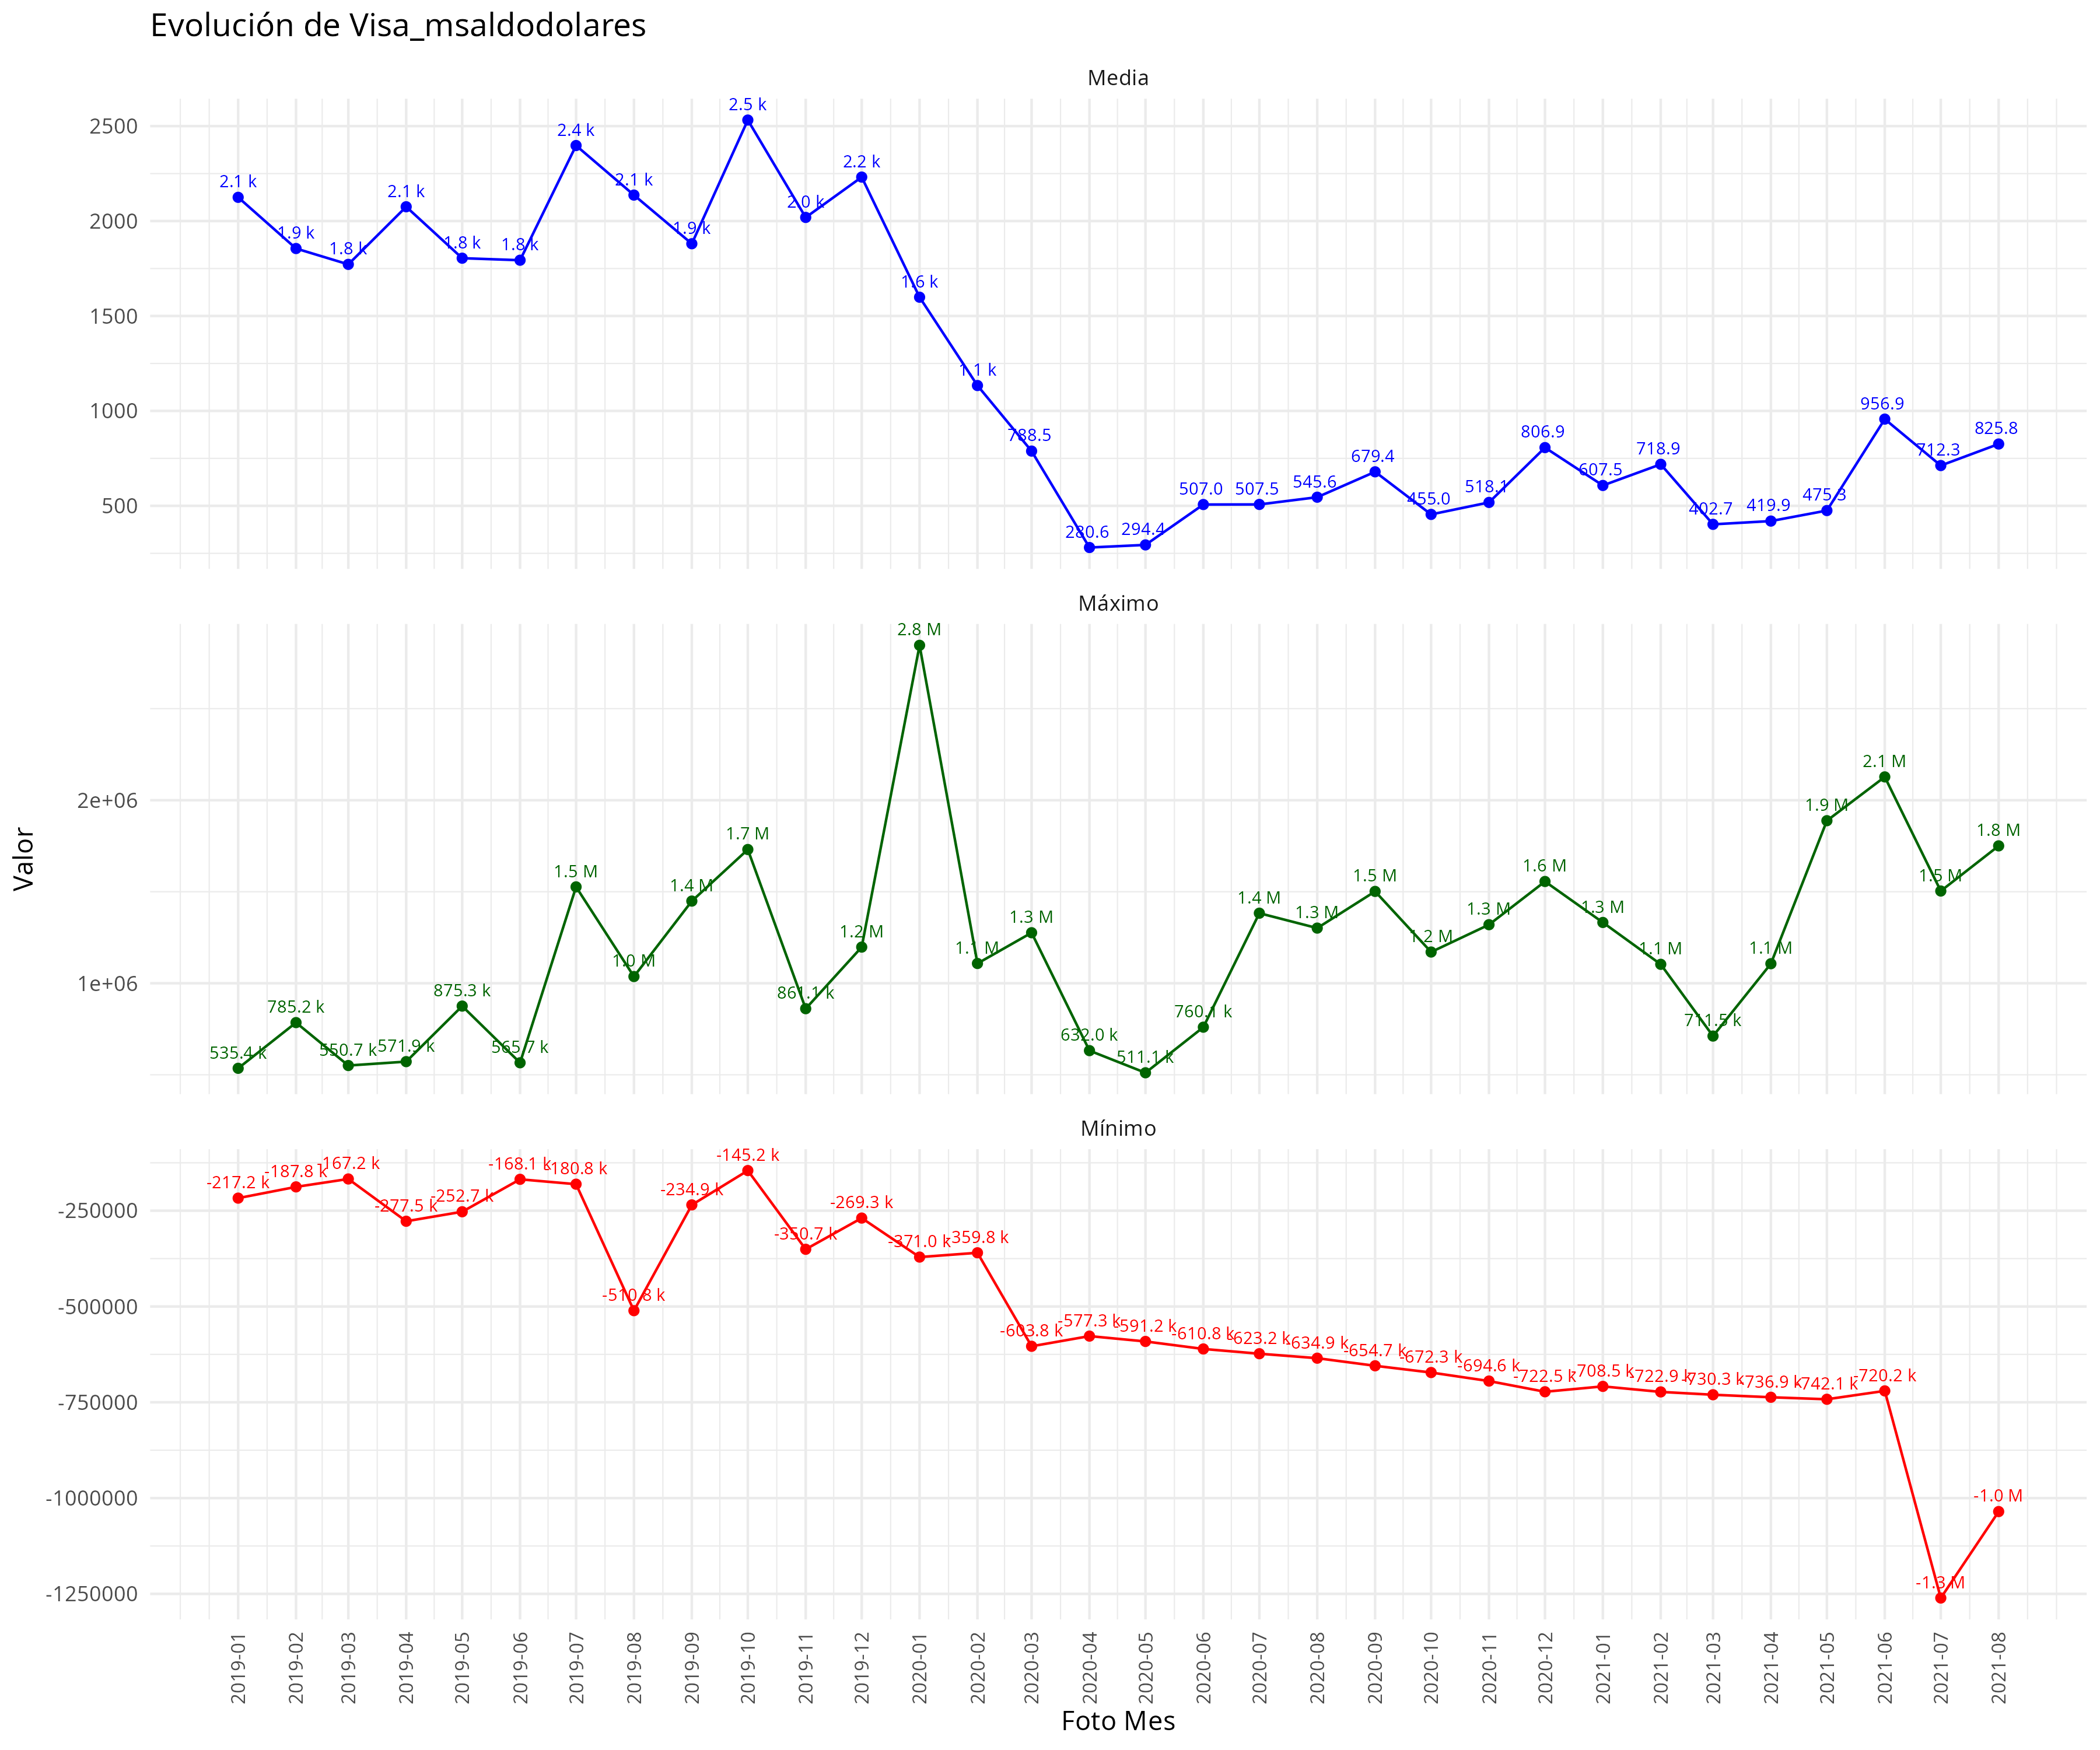 Evolución de Visa_msaldodolares
Media
2500
2000
1500
1000
500
2.1 k
1.9 k
1.8 k
2.1 k
1.8 k
1.8 k
2.4 k
2.1 k
1.9 k
2.5 k
2.0 k
2.2 k
1.6 k
1.1 k
788.5
280.6
294.4
507.0
507.5
545.6
679.4
455.0
518.1
806.9
607.5
718.9
402.7
419.9
475.3
956.9
712.3
825.8
Máximo
Valor
2e+06
1e+06
535.4 k
785.2 k
550.7 k
571.9 k
875.3 k
565.7 k
1.5 M
1.0 M
1.4 M
1.7 M
861.1 k
1.2 M
2.8 M
1.1 M
1.3 M
632.0 k
511.1 k
760.1 k
1.4 M
1.3 M
1.5 M
1.2 M
1.3 M
1.6 M
1.3 M
1.1 M
711.5 k
1.1 M
1.9 M
2.1 M
1.5 M
1.8 M
Mínimo
-250000
-500000
-750000
-1000000
-1250000
-217.2 k
-187.8 k
-167.2 k
-277.5 k
-252.7 k
-168.1 k
-180.8 k
-510.8 k
-234.9 k
-145.2 k
-350.7 k
-269.3 k
-371.0 k
-359.8 k
-603.8 k
-577.3 k
-591.2 k
-610.8 k
-623.2 k
-634.9 k
-654.7 k
-672.3 k
-694.6 k
-722.5 k
-708.5 k
-722.9 k
-730.3 k
-736.9 k
-742.1 k
-720.2 k
-1.3 M
-1.0 M
2019-01
2019-02
2019-03
2019-04
2019-05
2019-06
2019-07
2019-08
2019-09
2019-10
2019-11
2019-12
2020-01
2020-02
2020-03
2020-04
2020-05
2020-06
2020-07
2020-08
2020-09
2020-10
2020-11
2020-12
2021-01
2021-02
2021-03
2021-04
2021-05
2021-06
2021-07
2021-08
Foto Mes